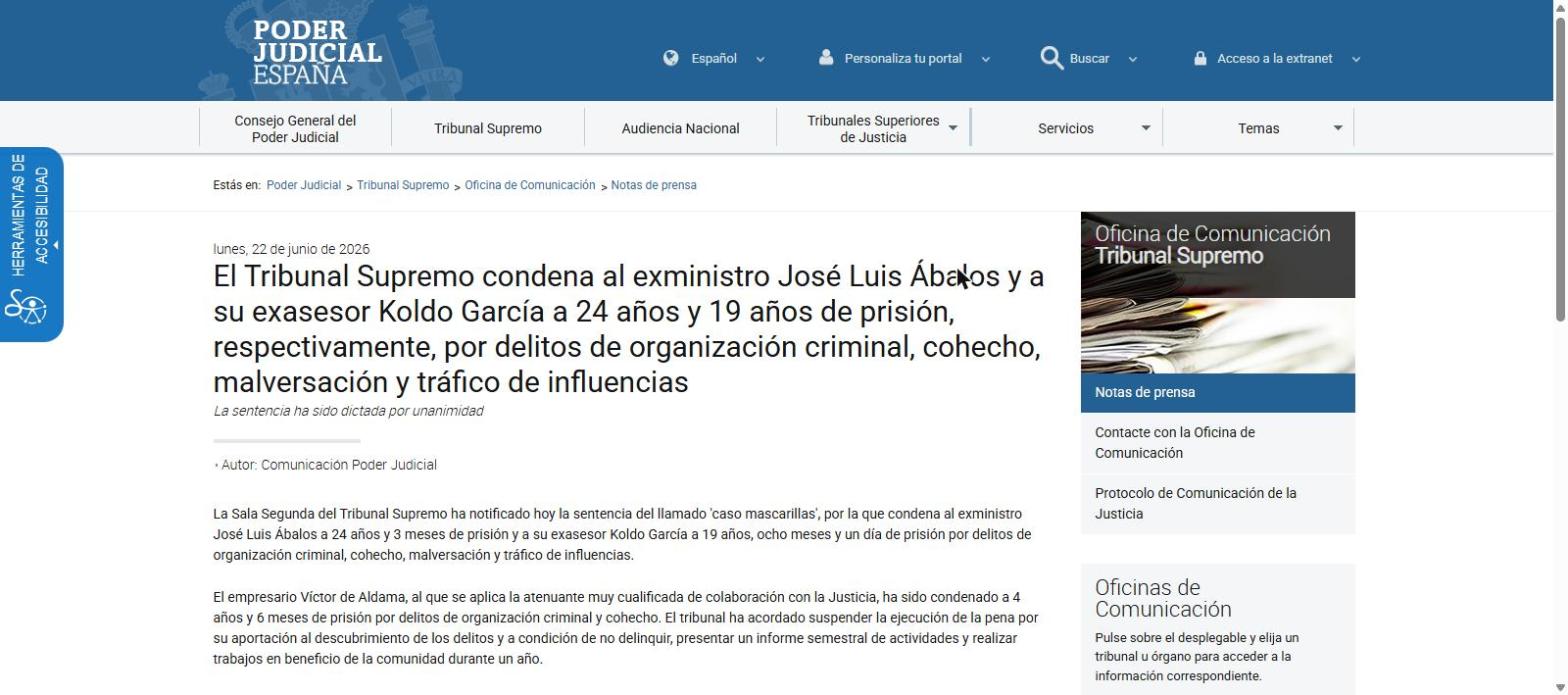 PODER
JUDICIAL
ESPAÑA
Español
Personaliza tu portal
Buscar
Acceso a la extranet
Consejo General del
Poder Judicial
Tribunal Supremo
Audiencia Nacional
Tribunales Superiores
de Justicia
Servicios
Temas
HERRAMIENTAS DE
ACCESIBILIDAD
Estás en: Poder Judicial > Tribunal Supremo > Oficina de Comunicación > Notas de prensa
lunes, 22 de junio de 2026
El Tribunal Supremo condena al exministro José Luis Ábalos y a
su exasesor Koldo García a 24 años y 19 años de prisión,
respectivamente, por delitos de organización criminal, cohecho,
malversación y tráfico de influencias
La sentencia ha sido dictada por unanimidad
Autor: Comunicación Poder Judicial
La Sala Segunda del Tribunal Supremo ha notificado hoy la sentencia del llamado 'caso mascarillas', por la que condena al exministro
José Luis Ábalos a 24 años y 3 meses de prisión y a su exasesor Koldo García a 19 años, ocho meses y un día de prisión por delitos de
organización criminal, cohecho, malversación y tráfico de influencias.
El empresario Víctor de Aldama, al que se aplica la atenuante muy cualificada de colaboración con la Justicia, ha sido condenado a 4
años y 6 meses de prisión por delitos de organización criminal y cohecho. El tribunal ha acordado suspender la ejecución de la pena por
su aportación al descubrimiento de los delitos y a condición de no delinquir, presentar un informe semestral de actividades y realizar
trabajos en beneficio de la comunidad durante un año.
Oficina de Comunicación
Tribunal Supremo
Notas de prensa
Contacte con la Oficina de
Comunicación
Protocolo de Comunicación de la
Justicia
Oficinas de
Comunicación
Pulse sobre el desplegable y elija un
tribunal u órgano para acceder a la
información correspondiente.